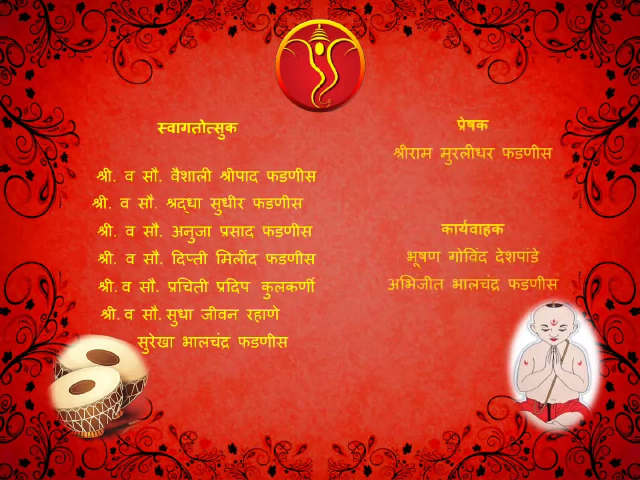 स्वागतोत्सुक
श्री. व सौ. वैशाली श्रीपाद फडणीस
श्री. व सौ. श्रद्धा सुधीर फडणीस
श्री. व सौ. अनुजा प्रसाद फडणीस
श्री. व सौ. दिप्ती मिलींद फडणीस
श्री. व सौ. प्रचिती प्रदिप कुलकर्णी
श्री. व सौ. सुधा जीवन रहाणे
सुरेखा भालचंद्र फडणीस
प्रेषक
श्रीराम मुरलीधर फडणीस
कार्यवाहक
भूषण गोविंद देशपांडे
अभिजीत भालचंद्र फडणीस